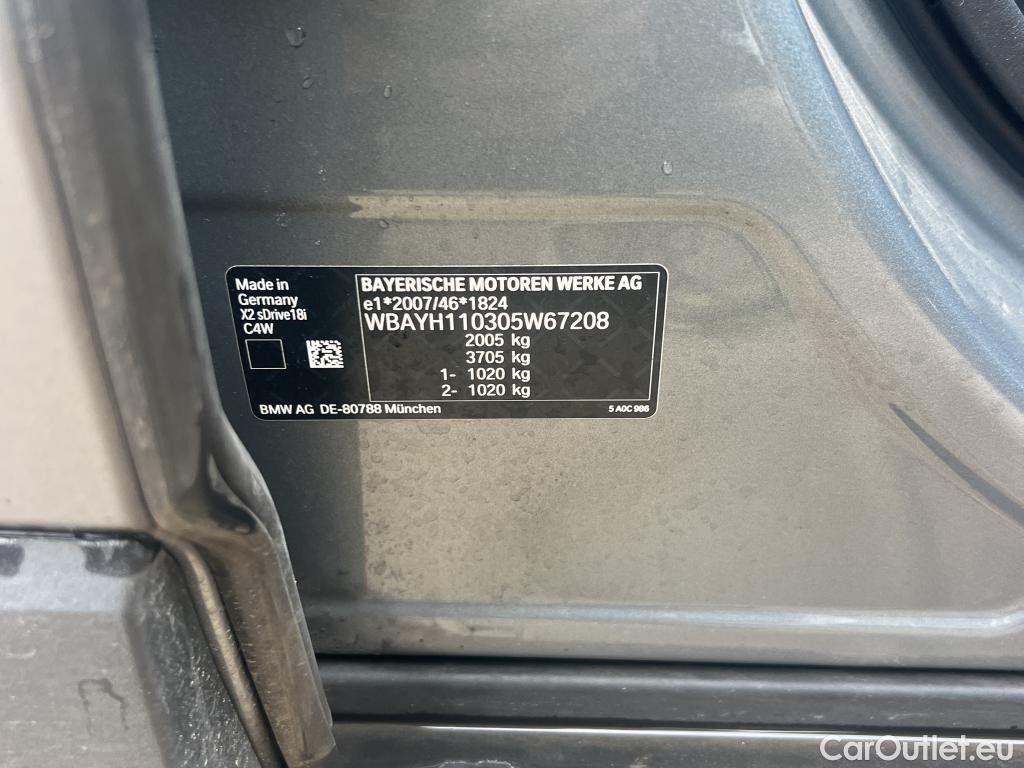 Made in
Germany
X2 sDrive18i
C4W
BAYERISCHE MOTOREN WERKE AG
e1*2007/46*1824
WBAYH110305W67208
2005 kg
3705 kg
1- 1020 kg
2- 1020 kg
BMW AG DE-80788 München
5 A0C 986
CarOutlet.eu